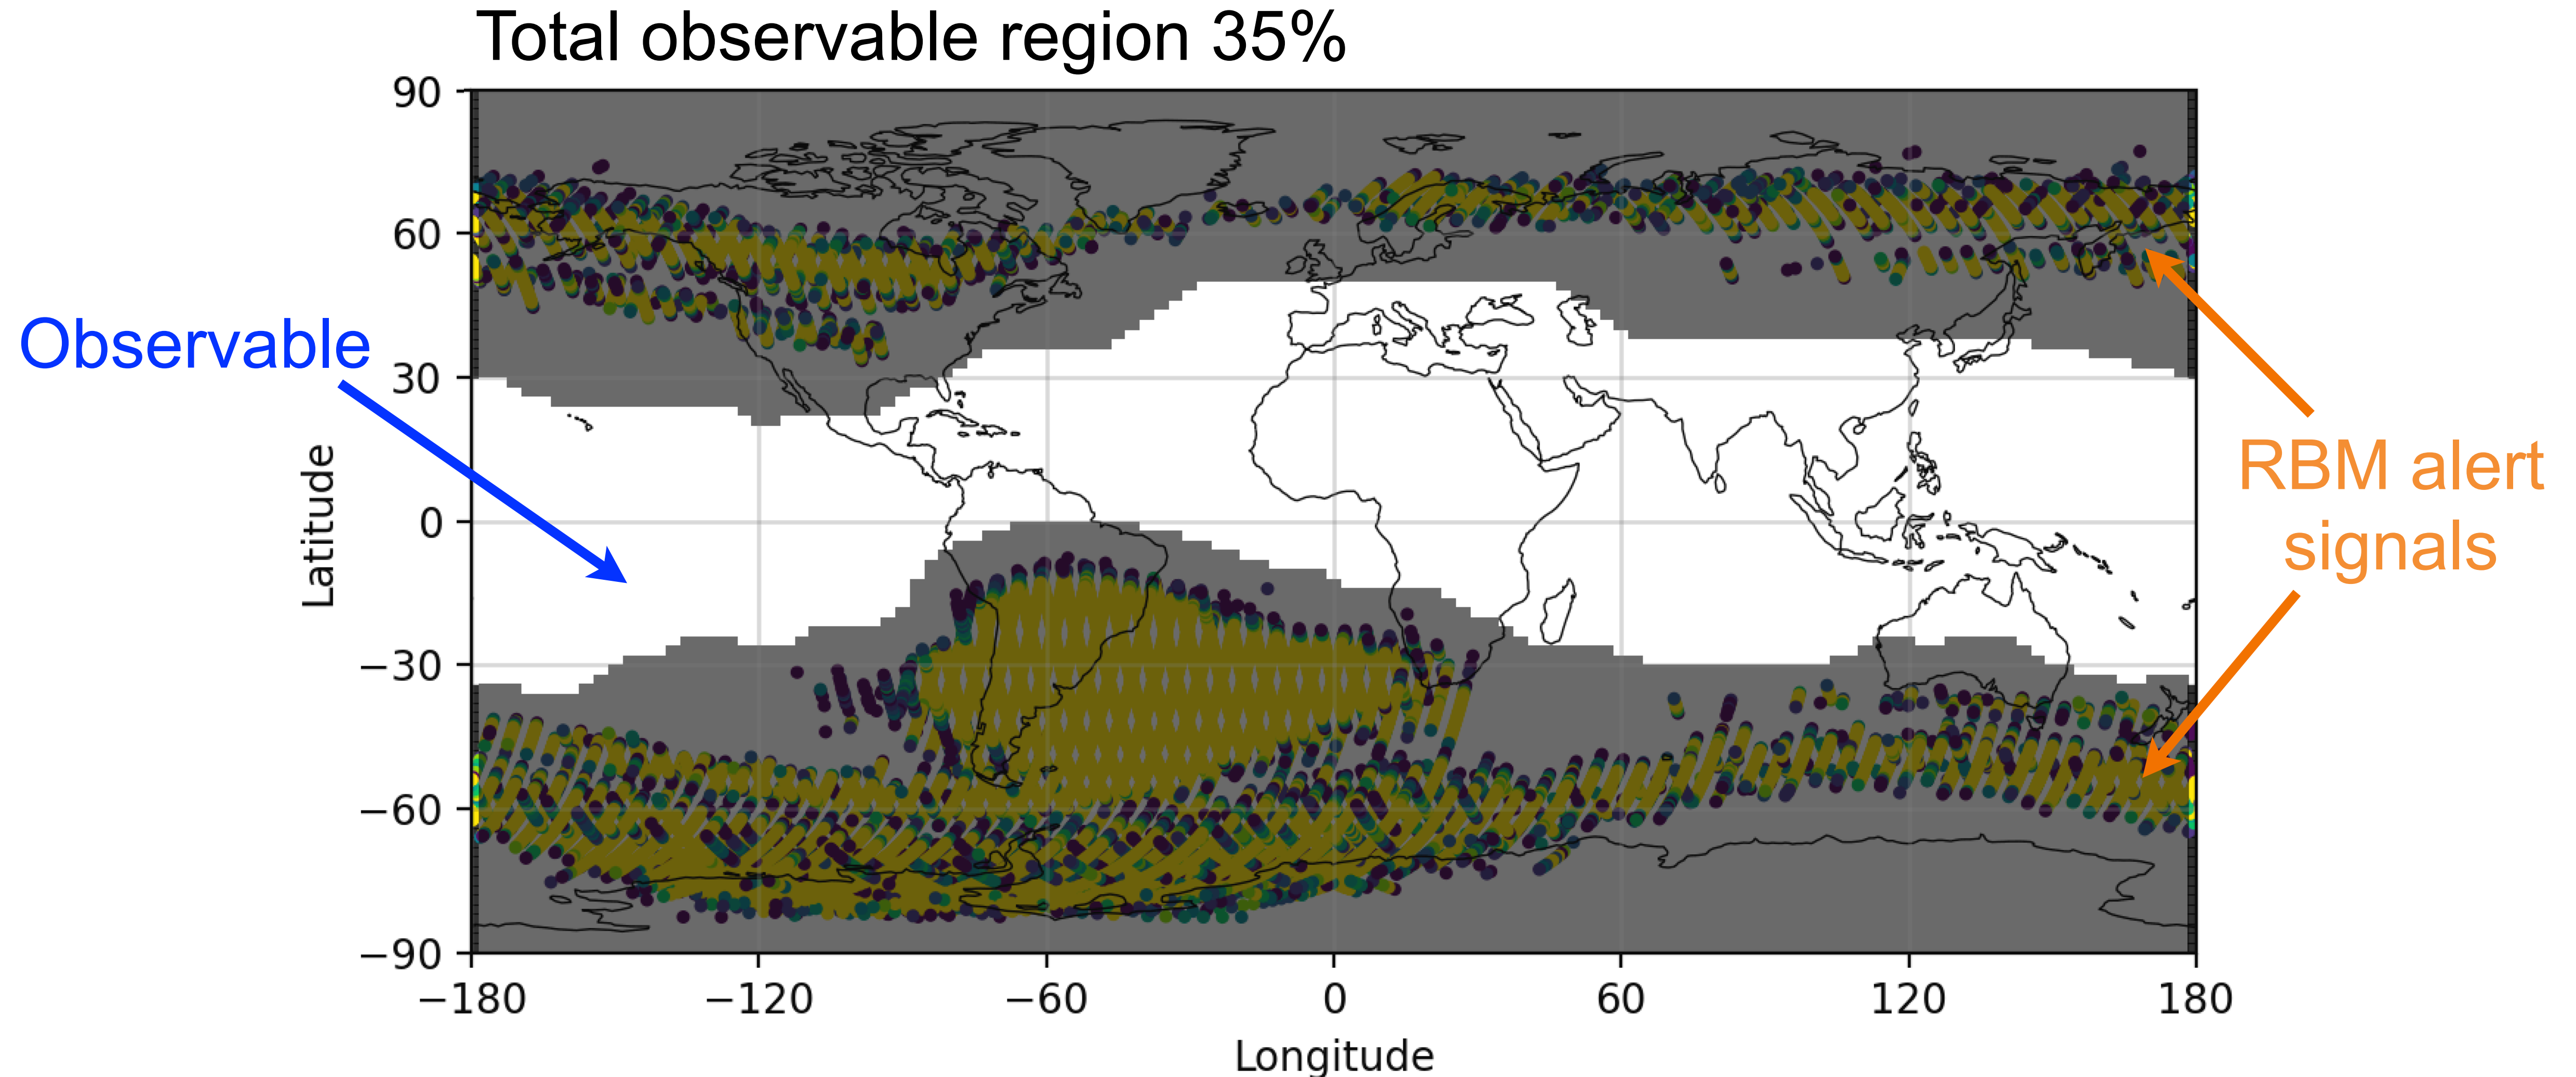 Total observable region 35%
90
60
30
0
−30
−60
−90
Latitude
Observable
RBM alert
signals
−180
−120
−60
0
60
120
180
Longitude